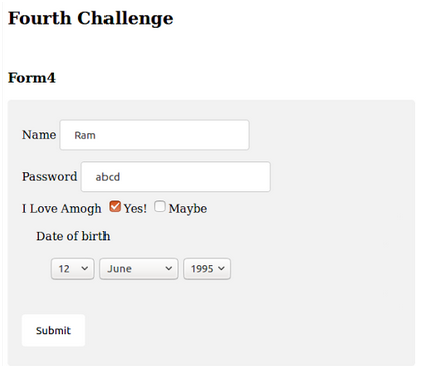 Fourth Challenge
Form4
Name Ram
Password abcd
I Love Amogh Yes! Maybe
Date of birth
12 June 1995
Submit